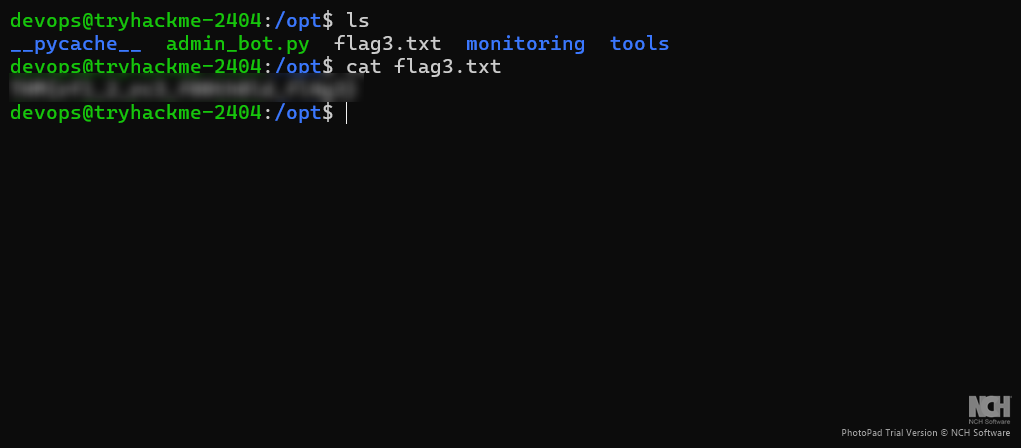 devops@tryhackme-2404:/opt$ ls
__pycache__ admin_bot.py flag3.txt monitoring tools
devops@tryhackme-2404:/opt$ cat flag3.txt
devops@tryhackme-2404:/opt$
NCH
NCH Software
PhotoPad Trial Version © NCH Software